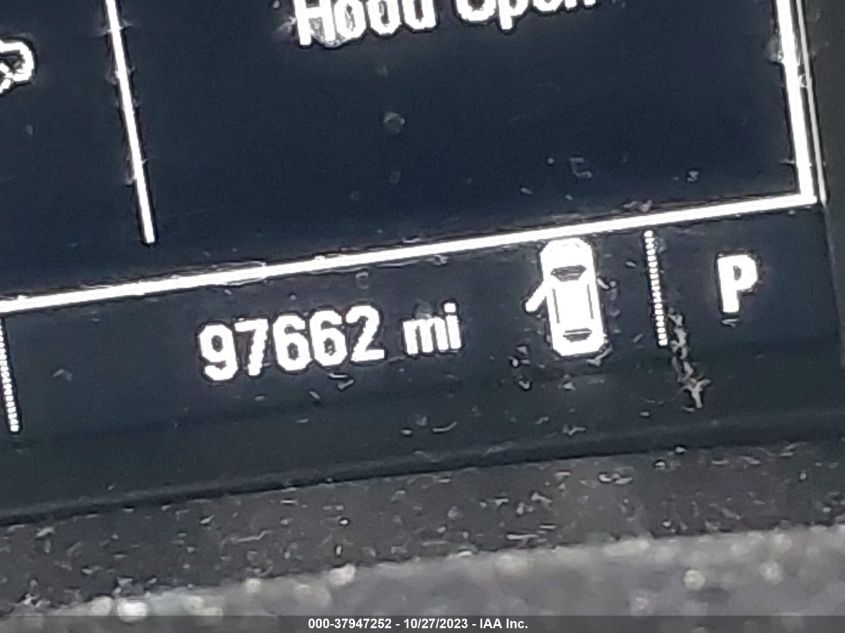 Hood Open
97662 mi P
000-37947252 - 10/27/2023 - IAA Inc.